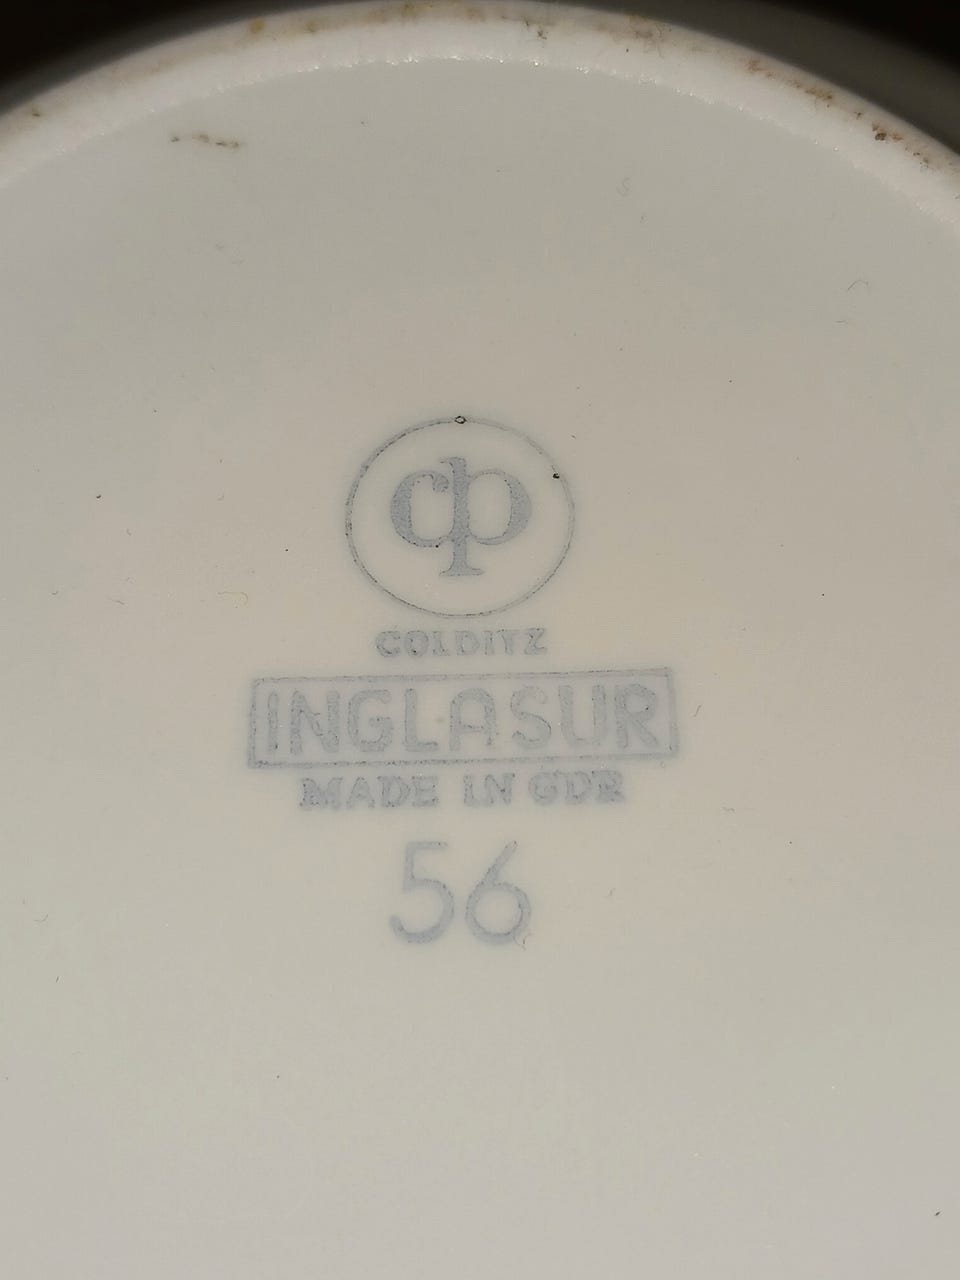 cp
COLDITZ
INGLASUR
MADE IN GDR
56